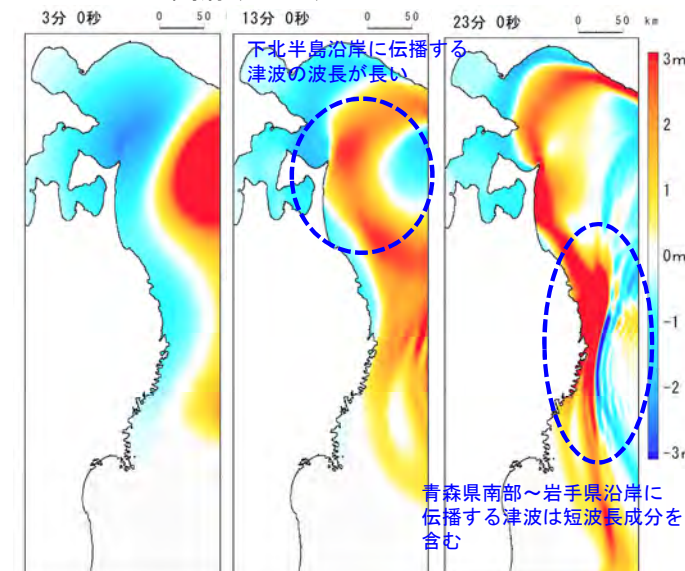 3分 0秒
0 50
13分 0秒
0 50
23分 0秒
0 50
km
下北半島沿岸に伝播する
津波の波長が長い
3m
2
1
0m
-1
-2
-3m
青森県南部～岩手県沿岸に
伝播する津波は短波長成分を
含む